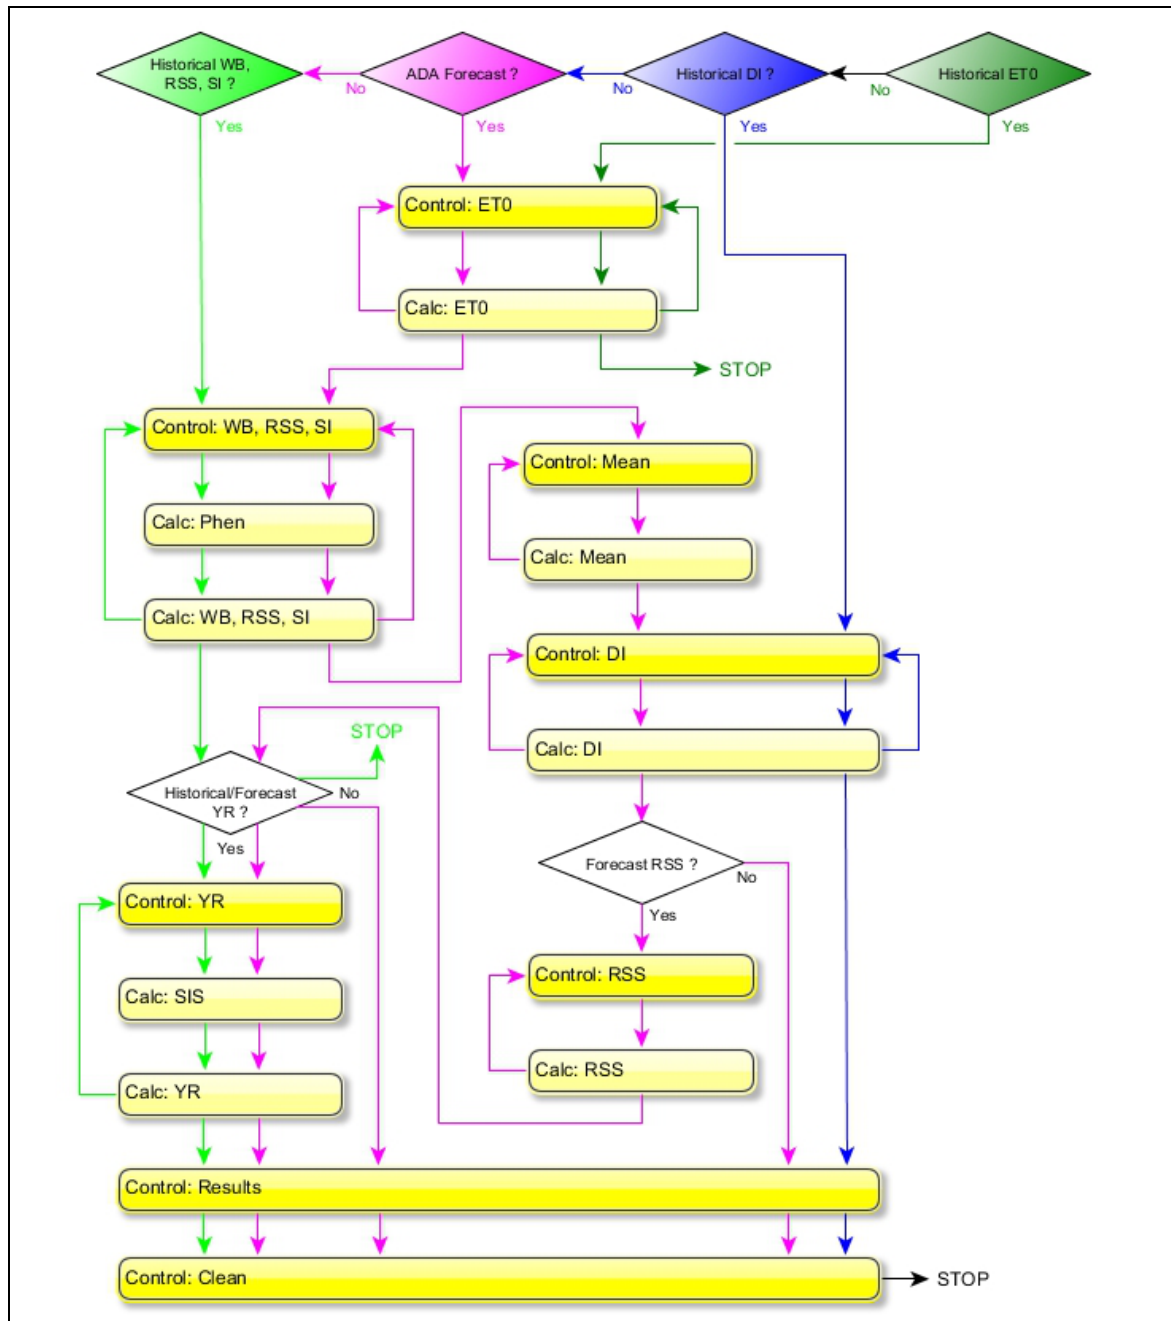 Historical WB,
RSS, SI ?
ADA Forecast ?
Historical DI ?
Historical ET0
No
No
No
Yes
Yes
Yes
Yes
Control: ET0
Calc: ET0
STOP
Control: WB, RSS, SI
Calc: Phen
Calc: WB, RSS, SI
Control: Mean
Calc: Mean
Control: DI
Calc: DI
STOP
Historical/Forecast
YR ?
No
Yes
Forecast RSS ?
No
Yes
Control: YR
Calc: SIS
Calc: YR
Control: RSS
Calc: RSS
Control: Results
Control: Clean
STOP